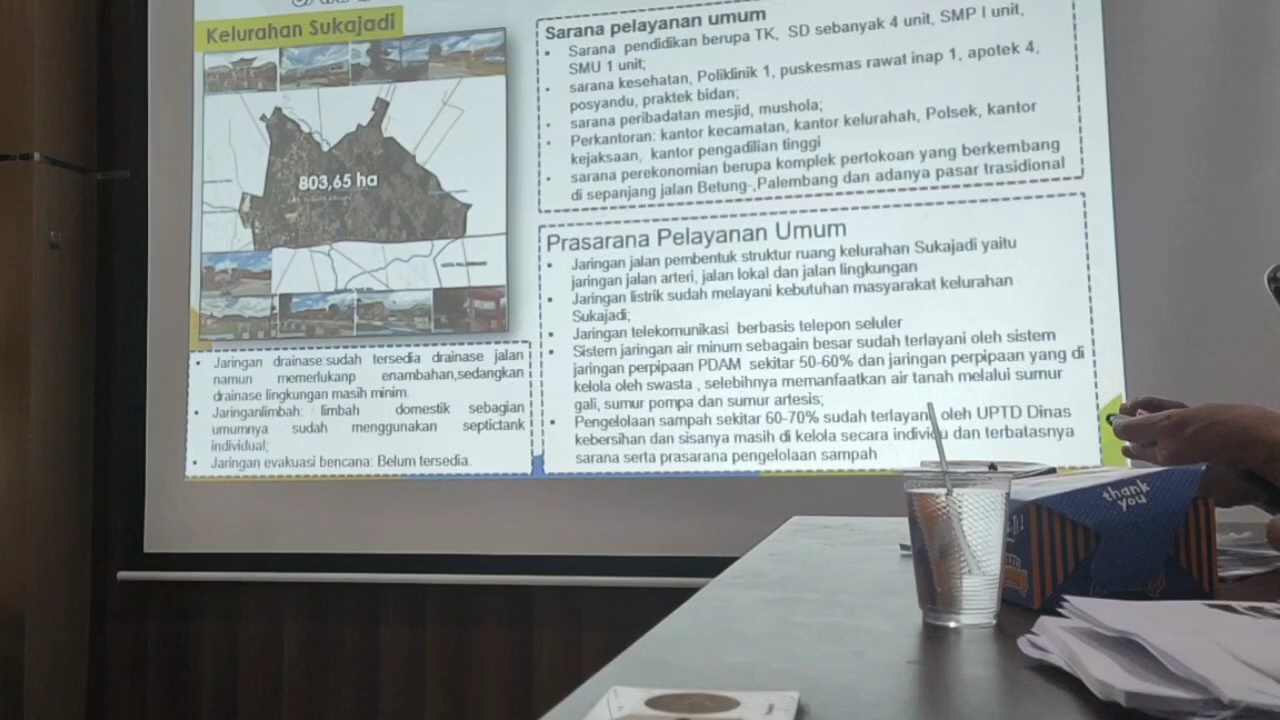 Kelurahan Sukajadi
803,65 ha
Jaringan drainase:sudah tersedia drainase jalan
namun memerlukanp enambahan,sedangkan
drainase lingkungan masih minim.
Jaringanlimbah: limbah domestik sebagian
umumnya sudah menggunakan septictank
individual;
Jaringan evakuasi bencana: Belum tersedia.
Sarana pelayanan umum
Sarana pendidikan berupa TK, SD sebanyak 4 unit, SMP I unit,
SMU 1 unit;
sarana kesehatan, Poliklinik 1, puskesmas rawat inap 1, apotek 4,
posyandu, praktek bidan;
sarana peribadatan mesjid, mushola;
Perkantoran: kantor kecamatan, kantor kelurahah, Polsek, kantor
kejaksaan, kantor pengadilian tinggi
sarana perekonomian berupa komplek pertokoan yang berkembang
di sepanjang jalan Betung-,Palembang dan adanya pasar trasidional
Prasarana Pelayanan Umum
Jaringan jalan pembentuk struktur ruang kelurahan Sukajadi yaitu
jaringan jalan arteri, jalan lokal dan jalan lingkungan
Jaringan listrik sudah melayani kebutuhan masyarakat kelurahan
Sukajadi;
Jaringan telekomunikasi berbasis telepon seluler
Sistem jaringan air minum sebagain besar sudah terlayani oleh sistem
jaringan perpipaan PDAM sekitar 50-60% dan jaringan perpipaan yang di
kelola oleh swasta , selebihnya memanfaatkan air tanah melalui sumur
gali, sumur pompa dan sumur artesis;
Pengelolaan sampah sekitar 60-70% sudah terlayani oleh UPTD Dinas
kebersihan dan sisanya masih di kelola secara individu dan terbatasnya
sarana serta prasarana pengelolaan sampah
thank
you